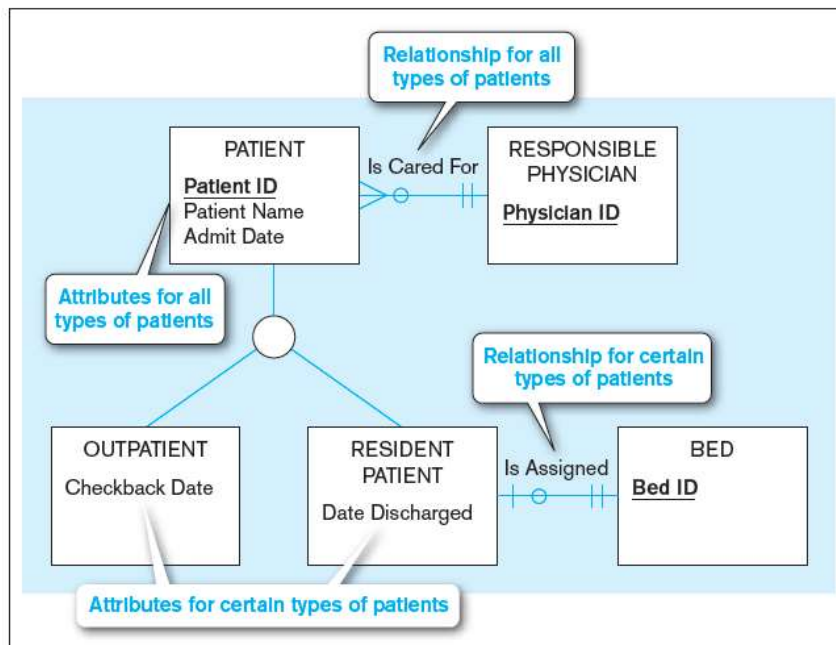 Relationship for all
types of patients
PATIENT
Patient ID
Patient Name
Admit Date
Is Cared For
RESPONSIBLE
PHYSICIAN
Physician ID
Attributes for all
types of patients
Relationship for certain
types of patients
OUTPATIENT
Checkback Date
RESIDENT
PATIENT
Date Discharged
Is Assigned
BED
Bed ID
Attributes for certain types of patients